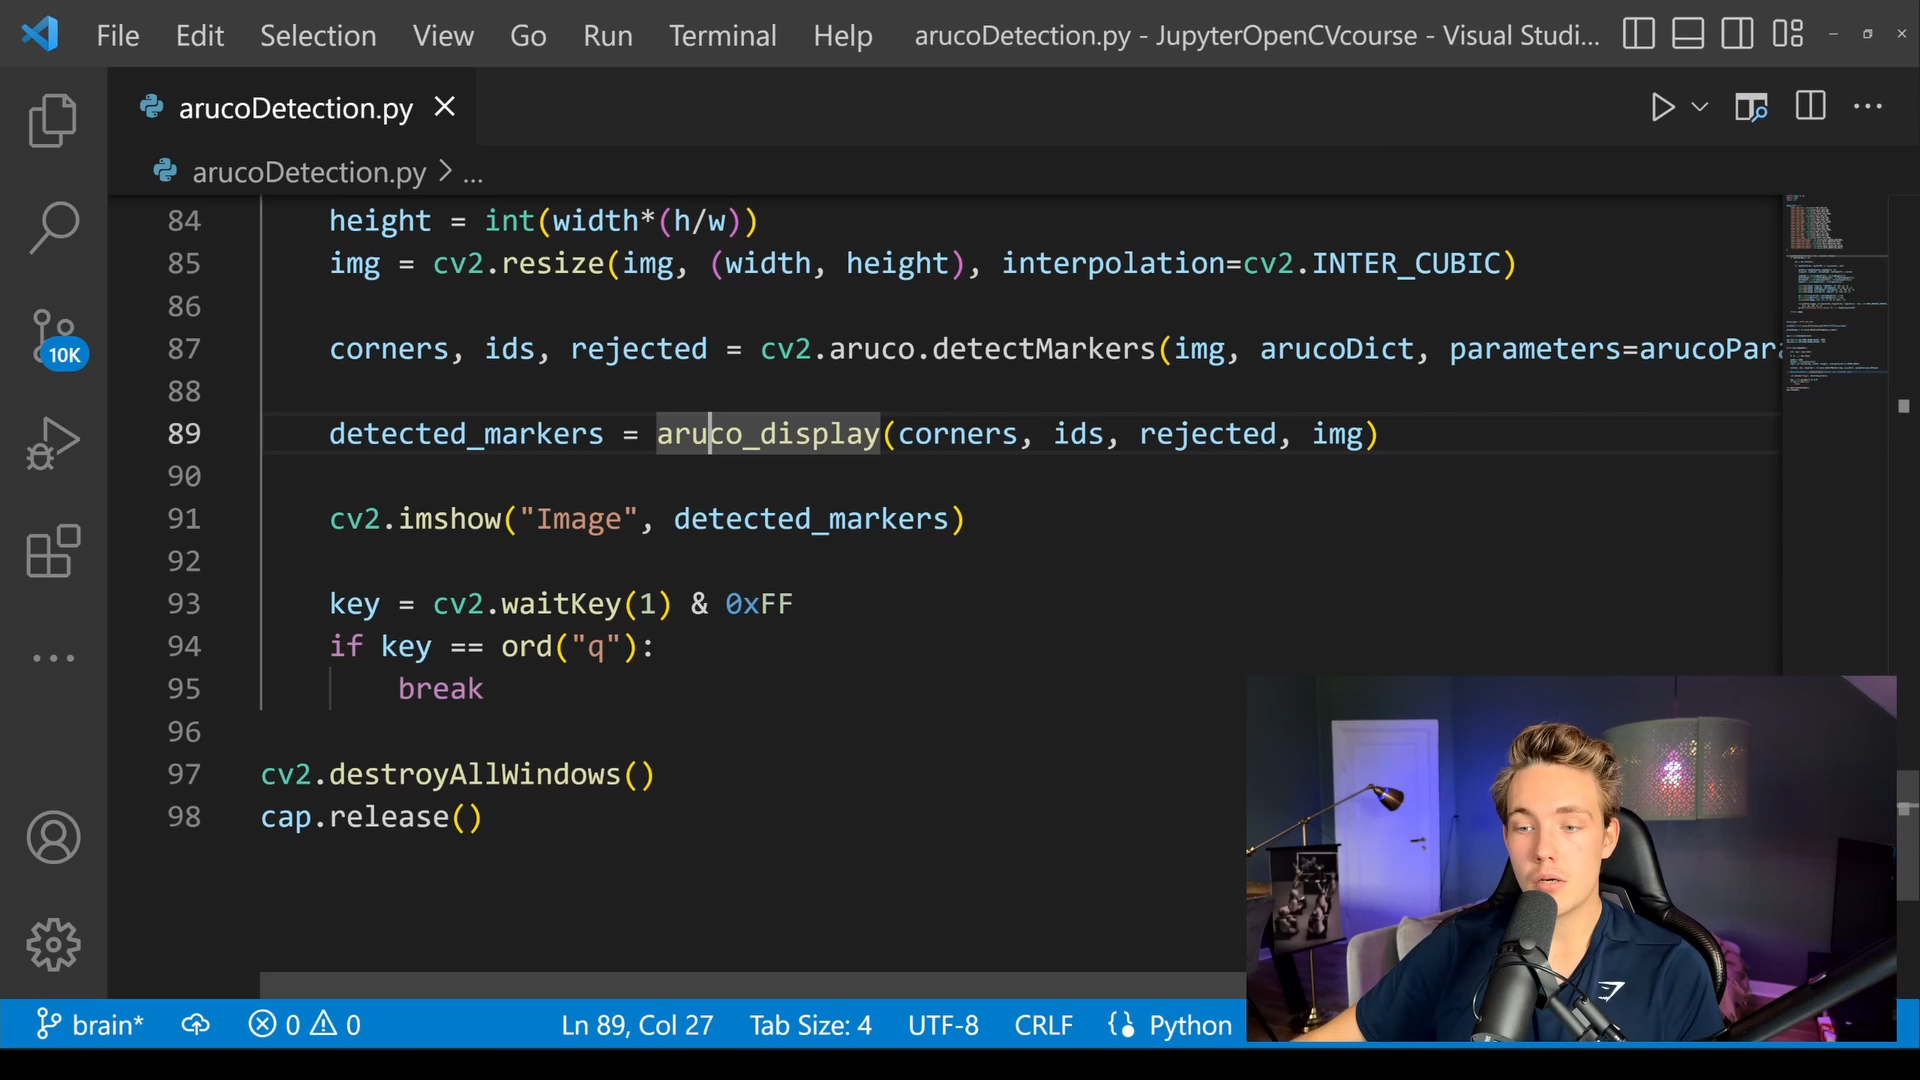 File Edit Selection View Go Run Terminal Help arucoDetection.py - JupyterOpenCVcourse - Visual Studi...
arucoDetection.py
arucoDetection.py > ...
84 height = int(width*(h/w))
85 img = cv2.resize(img, (width, height), interpolation=cv2.INTER_CUBIC)
86
87 corners, ids, rejected = cv2.aruco.detectMarkers(img, arucoDict, parameters=arucoPar
88
89 detected_markers = aruco_display(corners, ids, rejected, img)
90
91 cv2.imshow("Image", detected_markers)
92
93 key = cv2.waitKey(1) & 0xFF
94 if key == ord("q"):
95 break
96
97 cv2.destroyAllWindows()
98 cap.release()
10K
brain* 0 0 Ln 89, Col 27 Tab Size: 4 UTF-8 CRLF Python